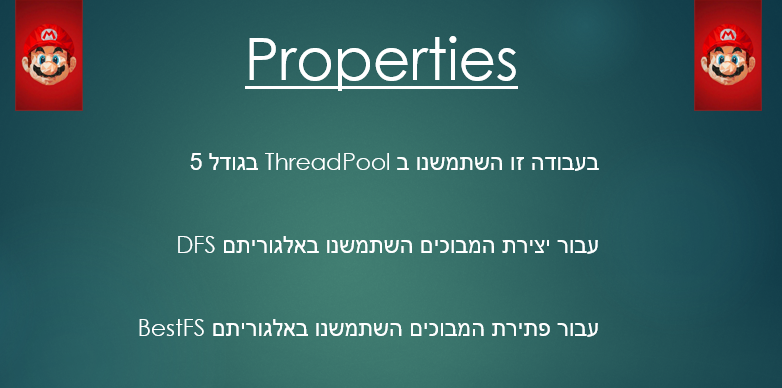 Properties
בעבודה זו השתמשנו ב ThreadPool בגודל 5
עבור יצירת המבוכים השתמשנו באלגוריתם DFS
עבור פתירת המבוכים השתמשנו באלגוריתם BestFS